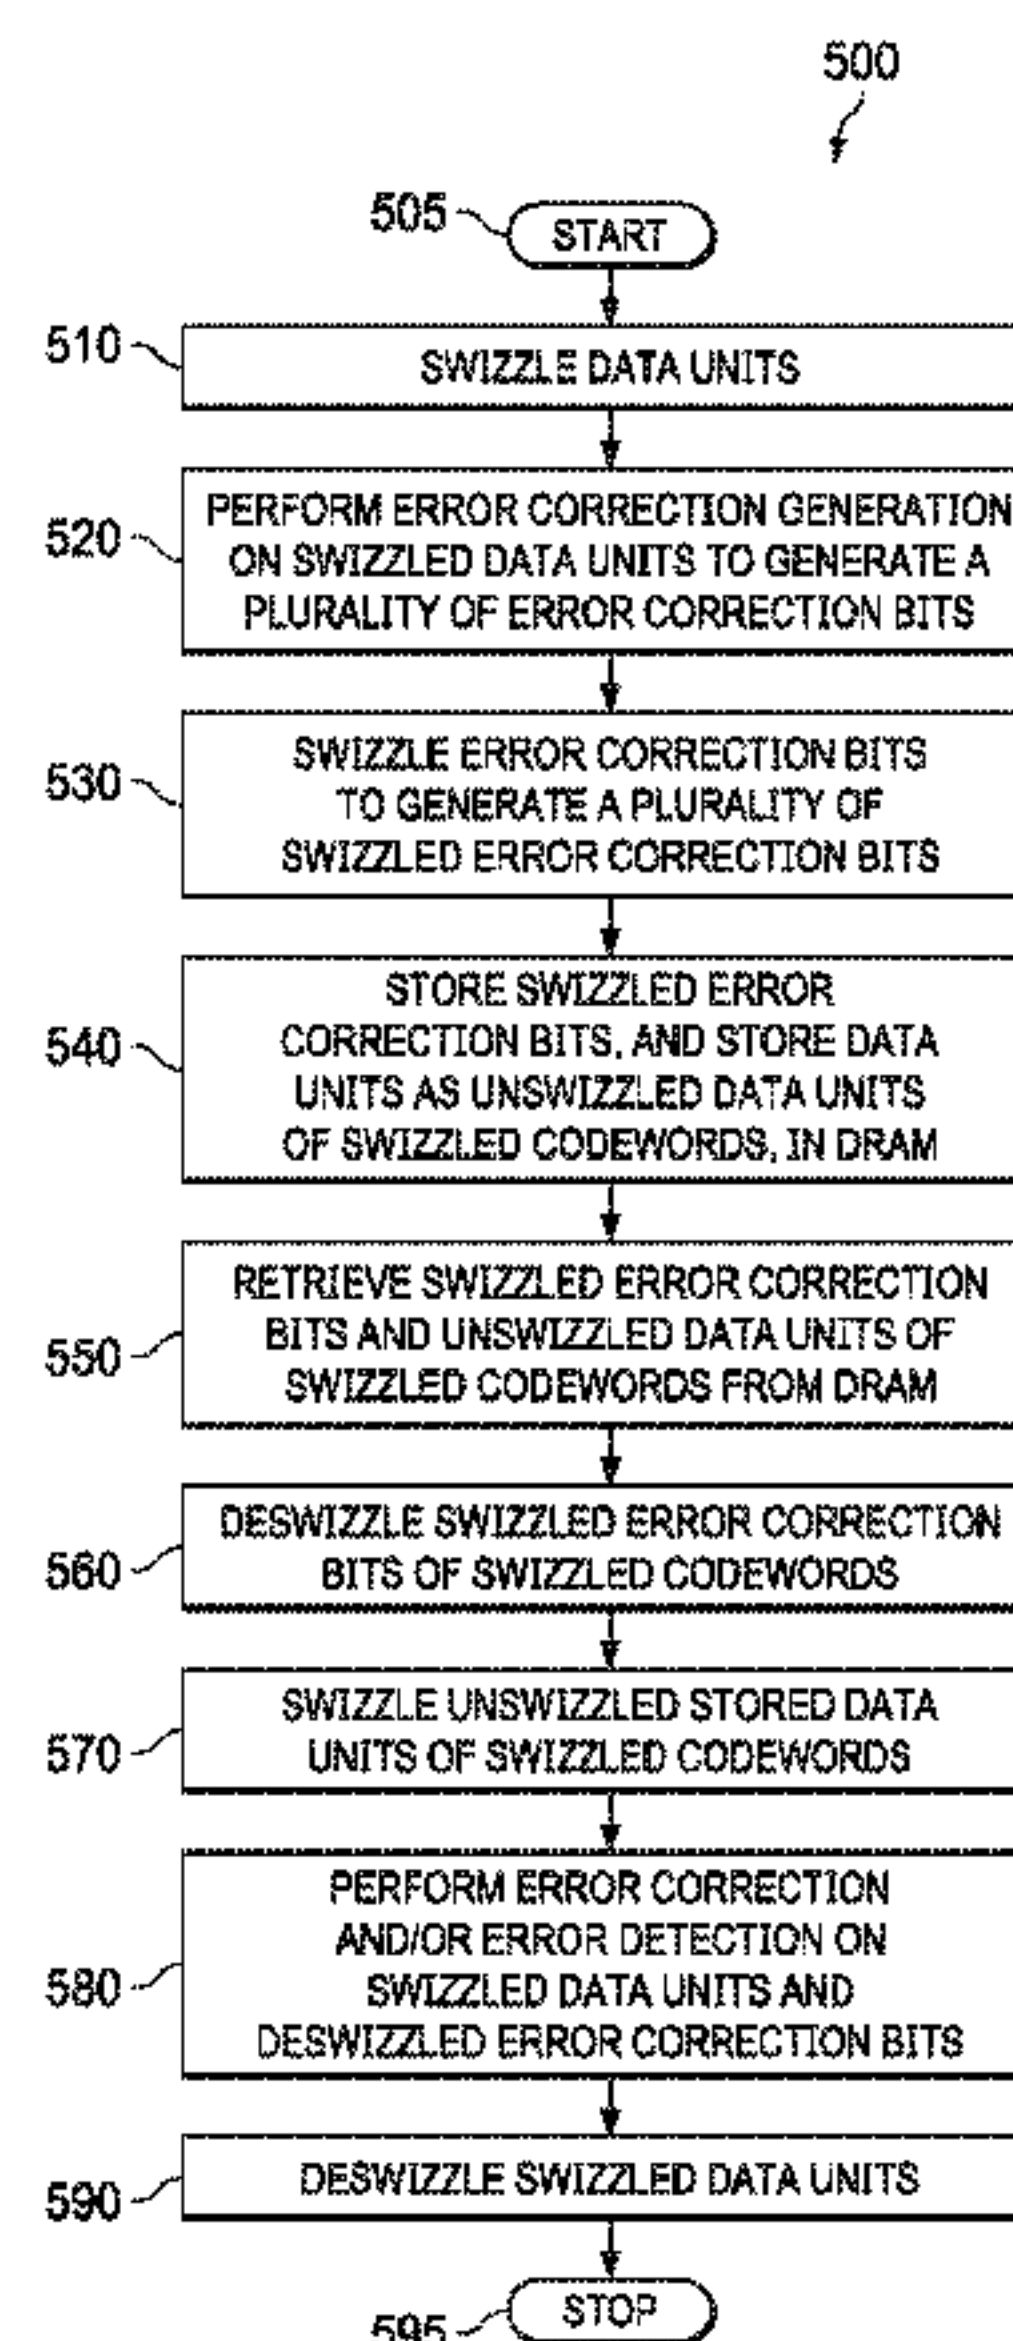 500
505
START
510
SWIZZLE DATA UNITS
520
PERFORM ERROR CORRECTION GENERATION
ON SWIZZLED DATA UNITS TO GENERATE A
PLURALITY OF ERROR CORRECTION BITS
530
SWIZZLE ERROR CORRECTION BITS
TO GENERATE A PLURALITY OF
SWIZZLED ERROR CORRECTION BITS
540
STORE SWIZZLED ERROR
CORRECTION BITS, AND STORE DATA
UNITS AS UNSWIZZLED DATA UNITS
OF SWIZZLED CODEWORDS, IN DRAM
550
RETRIEVE SWIZZLED ERROR CORRECTION
BITS AND UNSWIZZLED DATA UNITS OF
SWIZZLED CODEWORDS FROM DRAM
560
DESWIZZLE SWIZZLED ERROR CORRECTION
BITS OF SWIZZLED CODEWORDS
570
SWIZZLE UNSWIZZLED STORED DATA
UNITS OF SWIZZLED CODEWORDS
580
PERFORM ERROR CORRECTION
AND/OR ERROR DETECTION ON
SWIZZLED DATA UNITS AND
DESWIZZLED ERROR CORRECTION BITS
590
DESWIZZLE SWIZZLED DATA UNITS
595
STOP